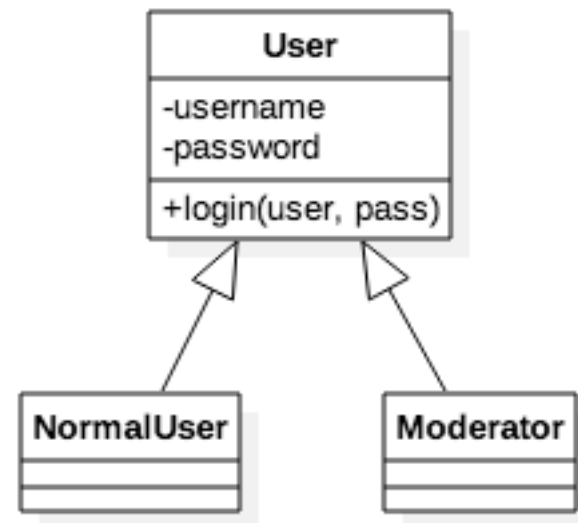 User
-username
-password
+login(user, pass)
NormalUser
Moderator